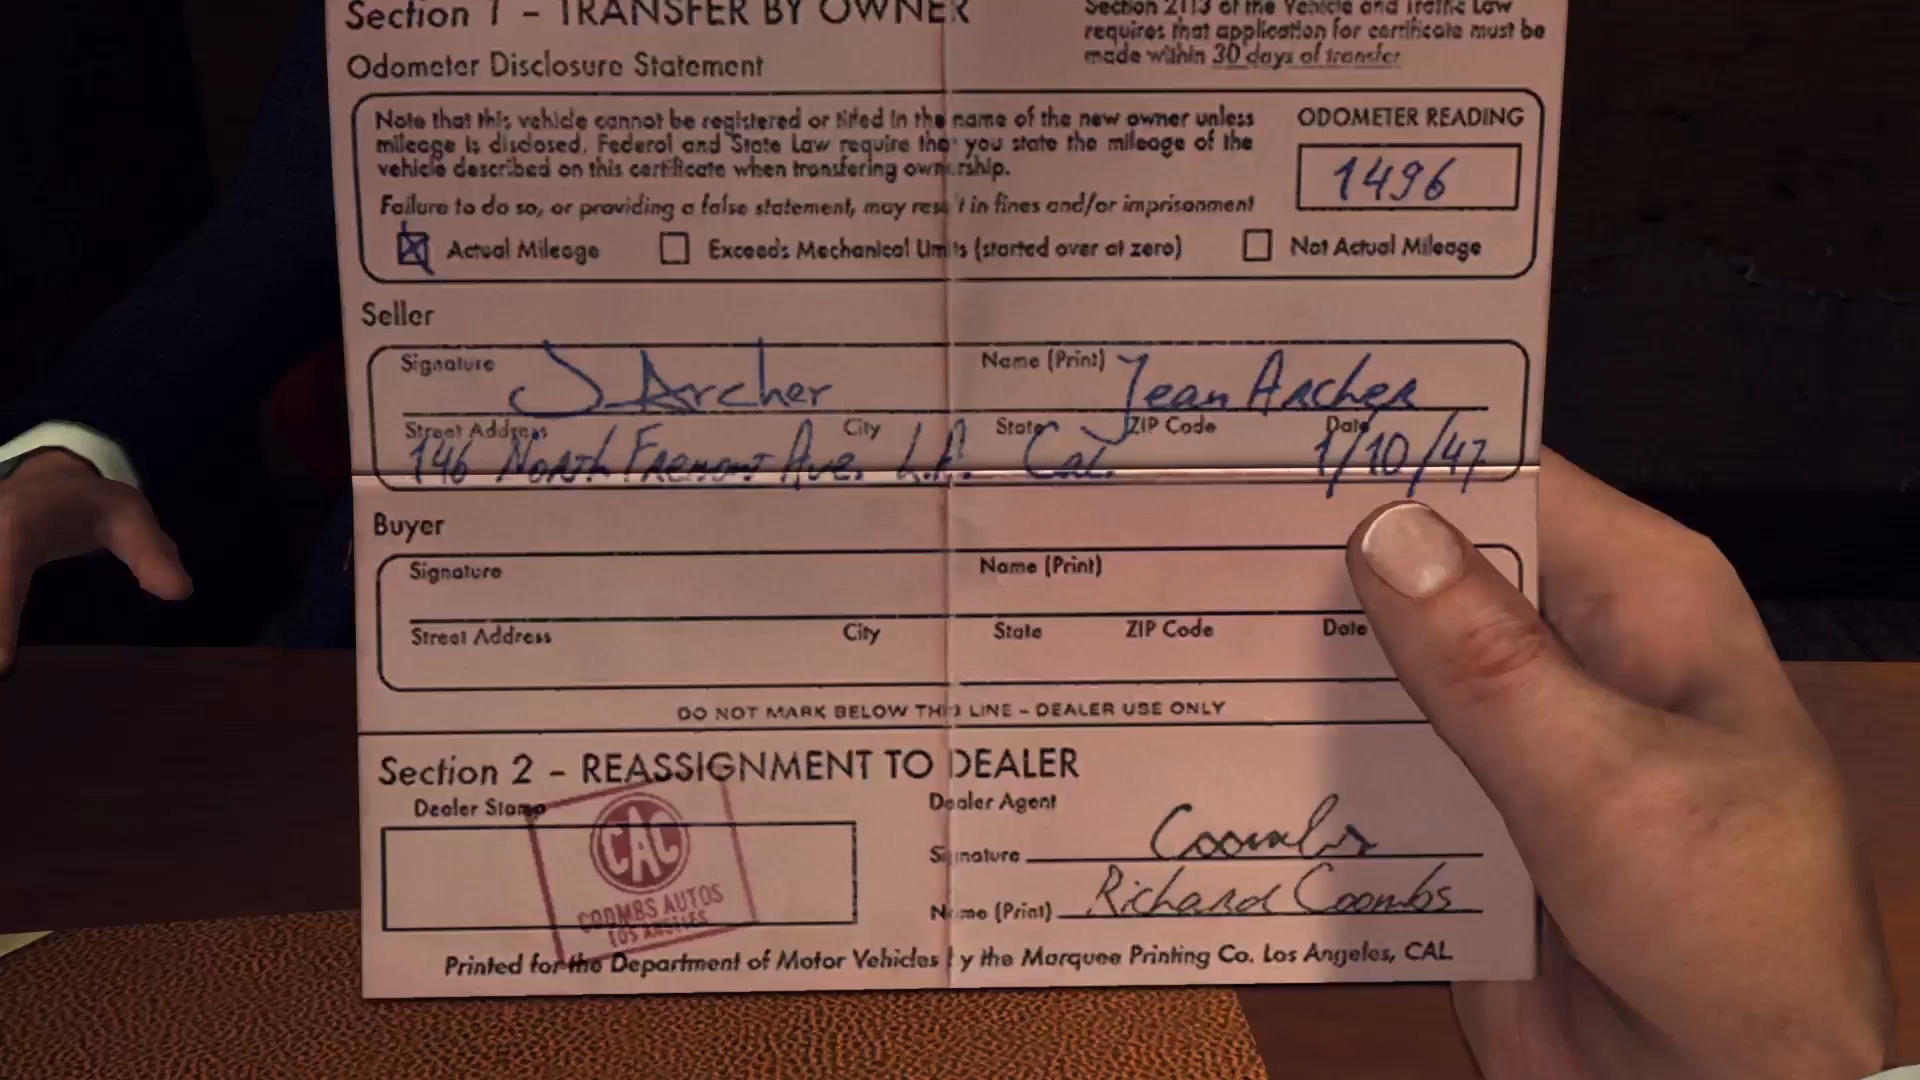 Section 1 - TRANSFER BY OWNER
Section 2113 of the Vehicle and Traffic Law
requires that application for certificate must be
made within 30 days of transfer
Odometer Disclosure Statement
Note that this vehicle cannot be registered or titled in the name of the new owner unless
mileage is disclosed. Federal and State Law require tha you state the mileage of the
vehicle described on this certificate when transfering ownership.
Failure to do so, or providing a false statement, may result in fines and/or imprisonment
ODOMETER READING
1496
Actual Mileage
Exceeds Mechanical Limits (started over at zero)
Not Actual Mileage
Seller
Signature J Archer
Name (Print) Jean Archer
Street Address City State ZIP Code Date
146 North Fremont Ave. L.A. Cal. 1/10/47
Buyer
Signature Name (Print)
Street Address City State ZIP Code Date
DO NOT MARK BELOW THIS LINE - DEALER USE ONLY
Section 2 - REASSIGNMENT TO DEALER
Dealer Stamp
CAC
COOMBS AUTOS
LOS ANGELES
Dealer Agent
Signature Coombs
Name (Print) Richard Coombs
Printed for the Department of Motor Vehicles by the Marquee Printing Co. Los Angeles, CAL